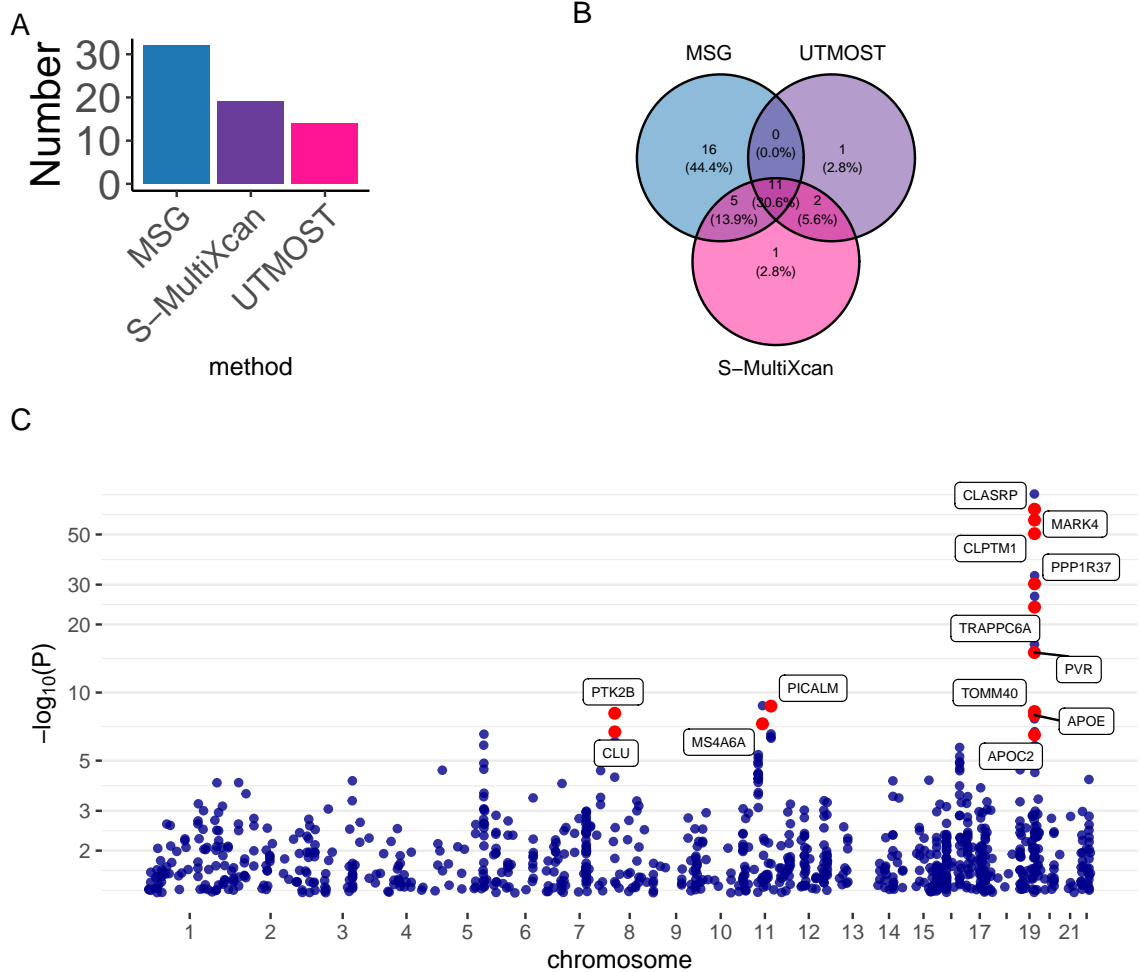 A
Number
30
20
10
0
MSG
S−MultiXcan
UTMOST
method
B
MSG
UTMOST
16
(44.4%)
0
(0.0%)
1
(2.8%)
5
(13.9%)
11
(30.6%)
2
(5.6%)
1
(2.8%)
S−MultiXcan
C
−log10(P)
50
30
20
10
5
3
2
CLASRP
MARK4
CLPTM1
PPP1R37
TRAPPC6A
PVR
PTK2B
PICALM
TOMM40
APOE
MS4A6A
CLU
APOC2
1 2 3 4 5 6 7 8 9 10 11 12 13 14 15 17 19 21
chromosome